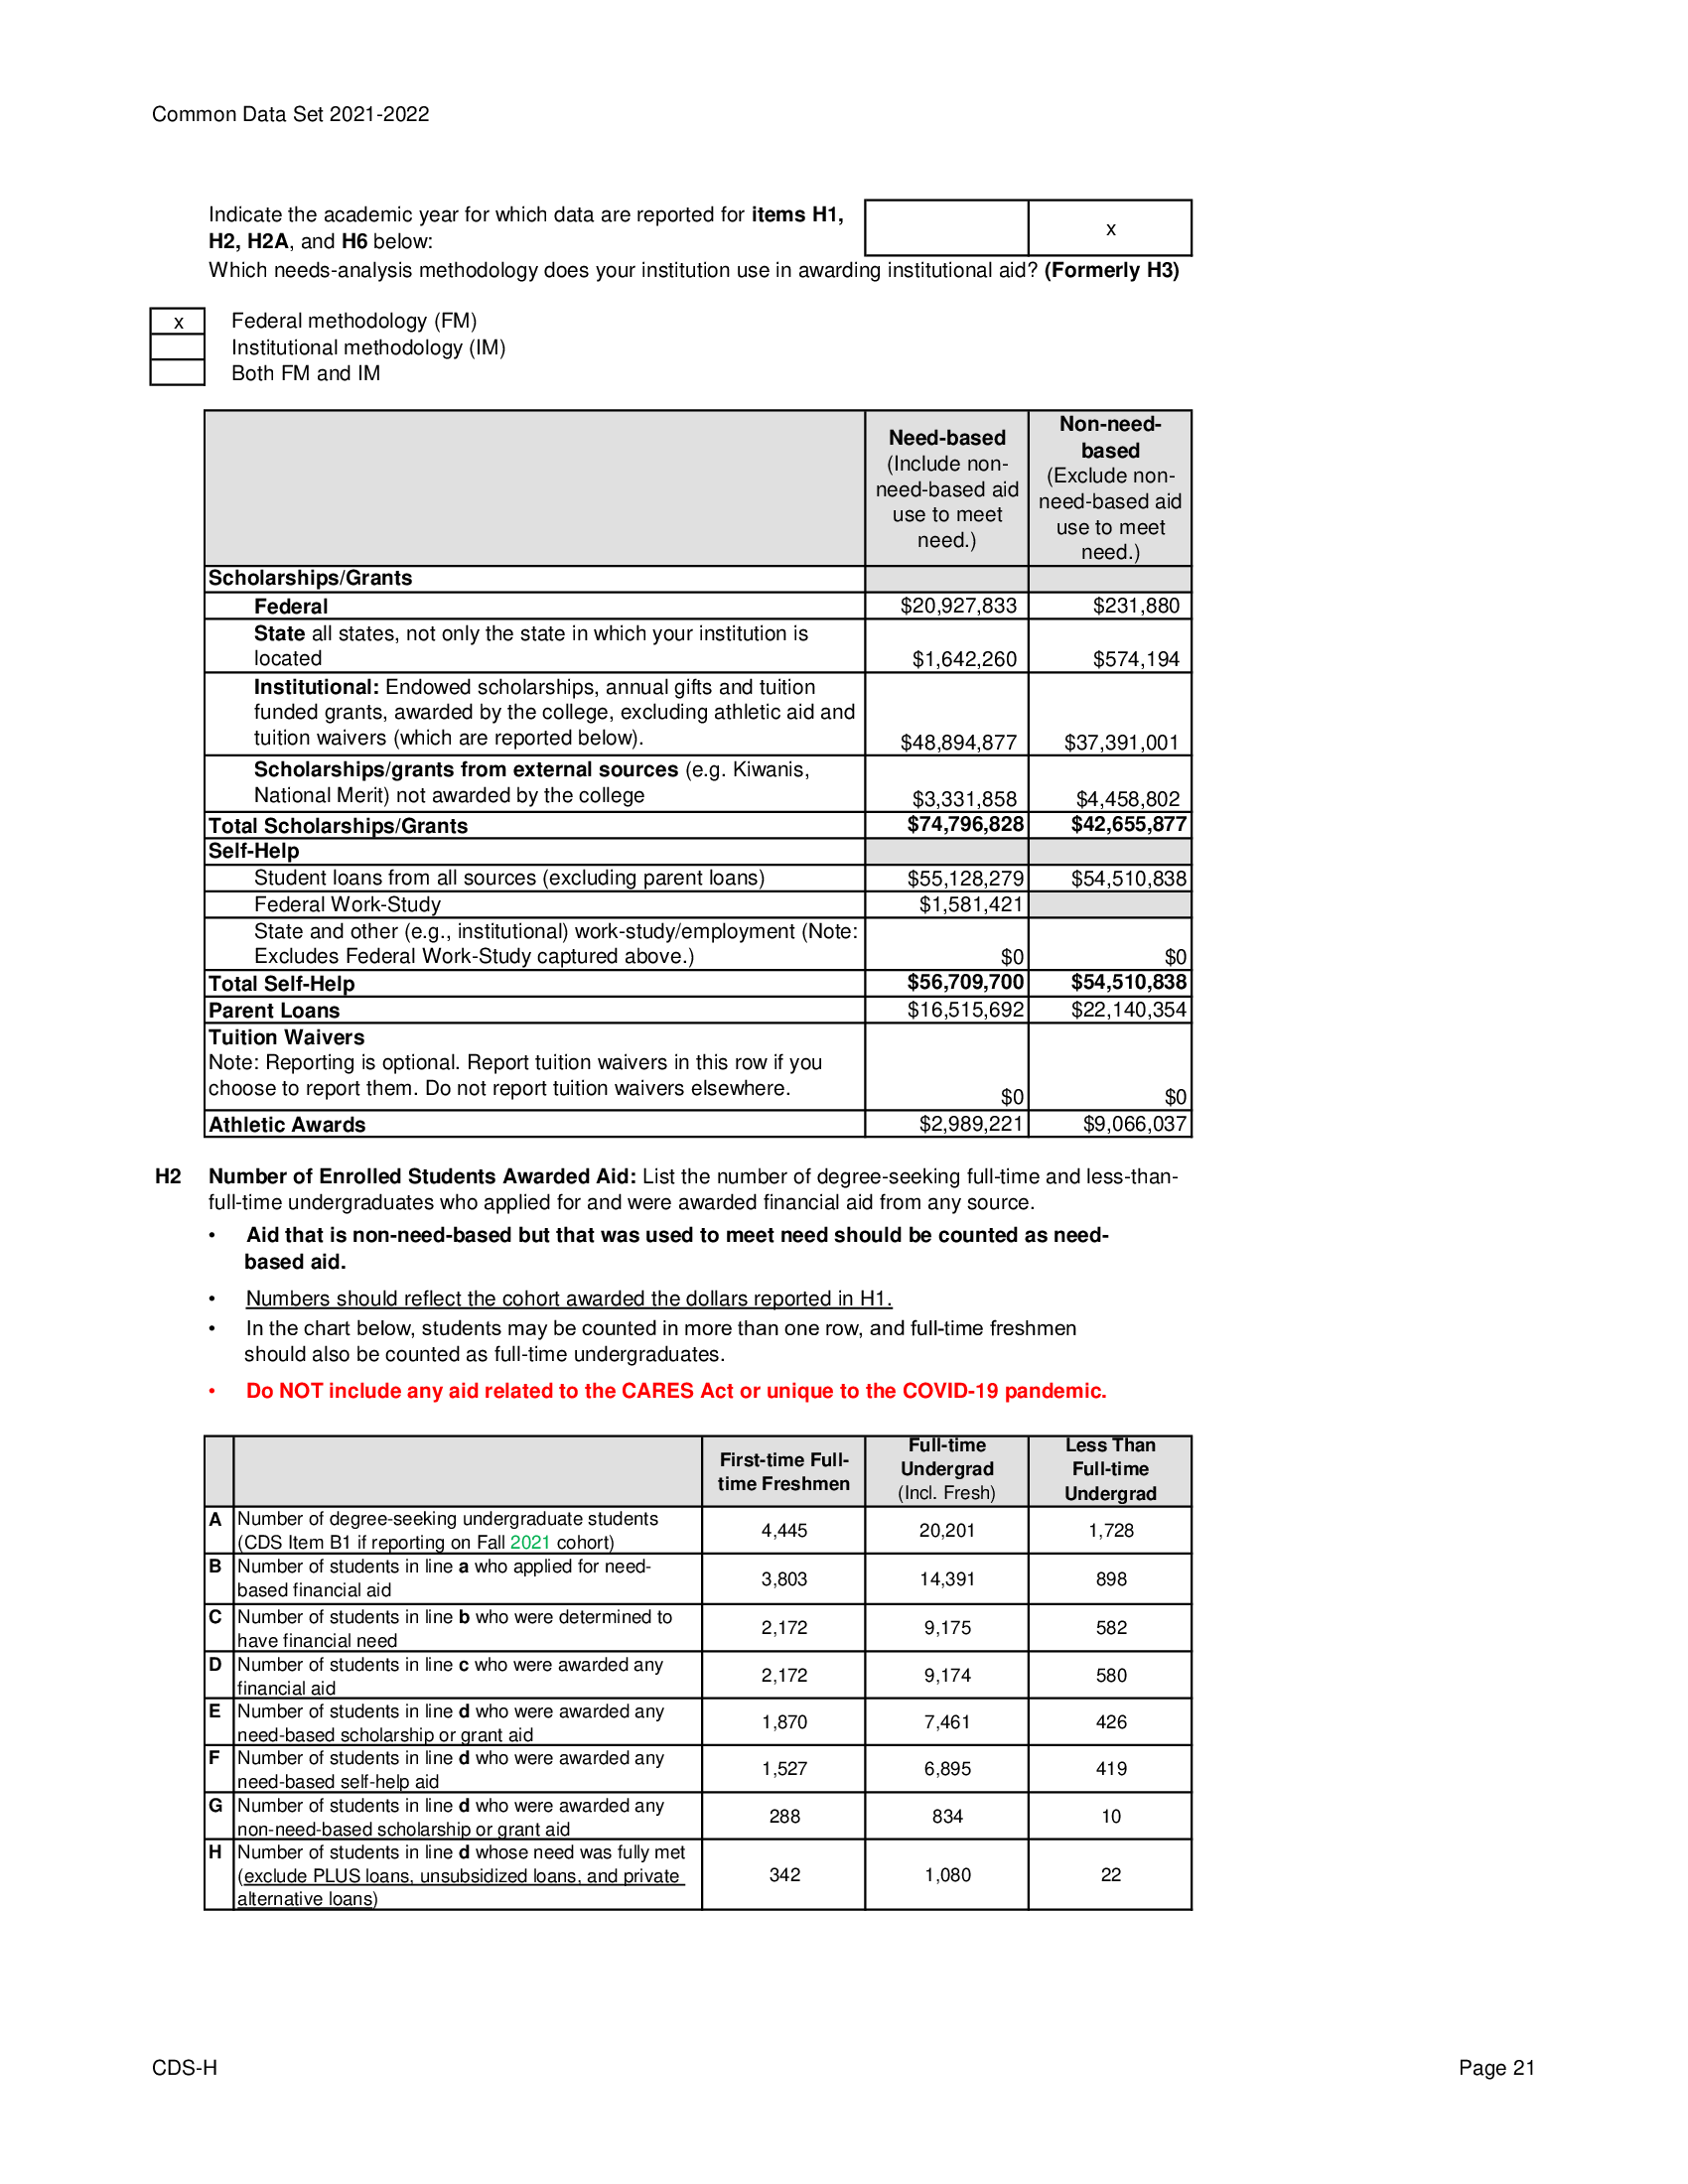 Common Data Set 2021-2022
Indicate the academic year for which data are reported for items H1,
H2, H2A, and H6 below:
x
Which needs-analysis methodology does your institution use in awarding institutional aid? (Formerly H3)
x Federal methodology (FM)
Institutional methodology (IM)
Both FM and IM
Need-based
(Include non-
need-based aid
use to meet
need.)
Non-need-
based
(Exclude non-
need-based aid
use to meet
need.)
Scholarships/Grants
Federal $20,927,833 $231,880
State all states, not only the state in which your institution is
located $1,642,260 $574,194
Institutional: Endowed scholarships, annual gifts and tuition
funded grants, awarded by the college, excluding athletic aid and
tuition waivers (which are reported below). $48,894,877 $37,391,001
Scholarships/grants from external sources (e.g. Kiwanis,
National Merit) not awarded by the college $3,331,858 $4,458,802
Total Scholarships/Grants $74,796,828 $42,655,877
Self-Help
Student loans from all sources (excluding parent loans) $55,128,279 $54,510,838
Federal Work-Study $1,581,421
State and other (e.g., institutional) work-study/employment (Note:
Excludes Federal Work-Study captured above.) $0 $0
Total Self-Help $56,709,700 $54,510,838
Parent Loans $16,515,692 $22,140,354
Tuition Waivers
Note: Reporting is optional. Report tuition waivers in this row if you
choose to report them. Do not report tuition waivers elsewhere. $0 $0
Athletic Awards $2,989,221 $9,066,037
H2 Number of Enrolled Students Awarded Aid: List the number of degree-seeking full-time and less-than-
full-time undergraduates who applied for and were awarded financial aid from any source.
• Aid that is non-need-based but that was used to meet need should be counted as need-
based aid.
• Numbers should reflect the cohort awarded the dollars reported in H1.
• In the chart below, students may be counted in more than one row, and full-time freshmen
should also be counted as full-time undergraduates.
• Do NOT include any aid related to the CARES Act or unique to the COVID-19 pandemic.
First-time Full-
time Freshmen
Full-time
Undergrad
(Incl. Fresh)
Less Than
Full-time
Undergrad
A Number of degree-seeking undergraduate students
(CDS Item B1 if reporting on Fall 2021 cohort) 4,445 20,201 1,728
B Number of students in line a who applied for need-
based financial aid 3,803 14,391 898
C Number of students in line b who were determined to
have financial need 2,172 9,175 582
D Number of students in line c who were awarded any
financial aid 2,172 9,174 580
E Number of students in line d who were awarded any
need-based scholarship or grant aid 1,870 7,461 426
F Number of students in line d who were awarded any
need-based self-help aid 1,527 6,895 419
G Number of students in line d who were awarded any
non-need-based scholarship or grant aid 288 834 10
H Number of students in line d whose need was fully met
(exclude PLUS loans, unsubsidized loans, and private
alternative loans) 342 1,080 22
CDS-H Page 21